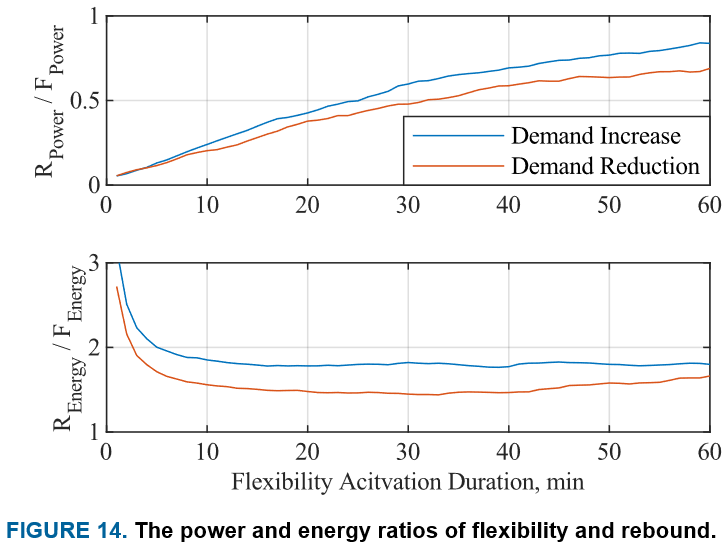 1
0.5
0
R_Power / F_Power
Demand Increase
Demand Reduction
0 10 20 30 40 50 60
3
2
1
R_Energy / F_Energy
0 10 20 30 40 50 60
Flexibility Acitvation Duration, min
FIGURE 14. The power and energy ratios of flexibility and rebound.